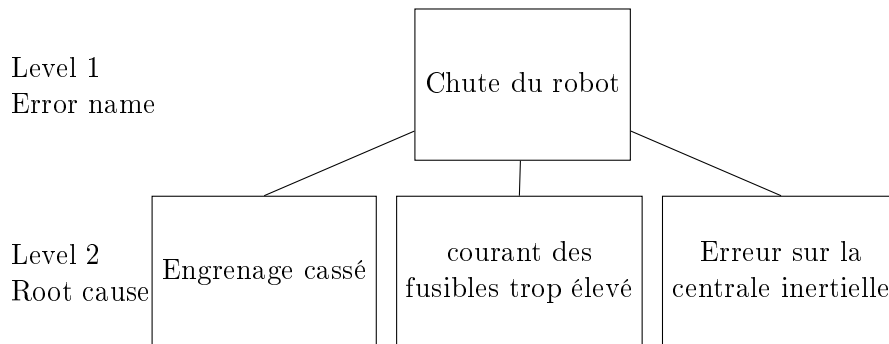 Level 1
Error name
Chute du robot
Level 2
Root cause
Engrenage cassé
courant des
fusibles trop élevé
Erreur sur la
centrale inertielle